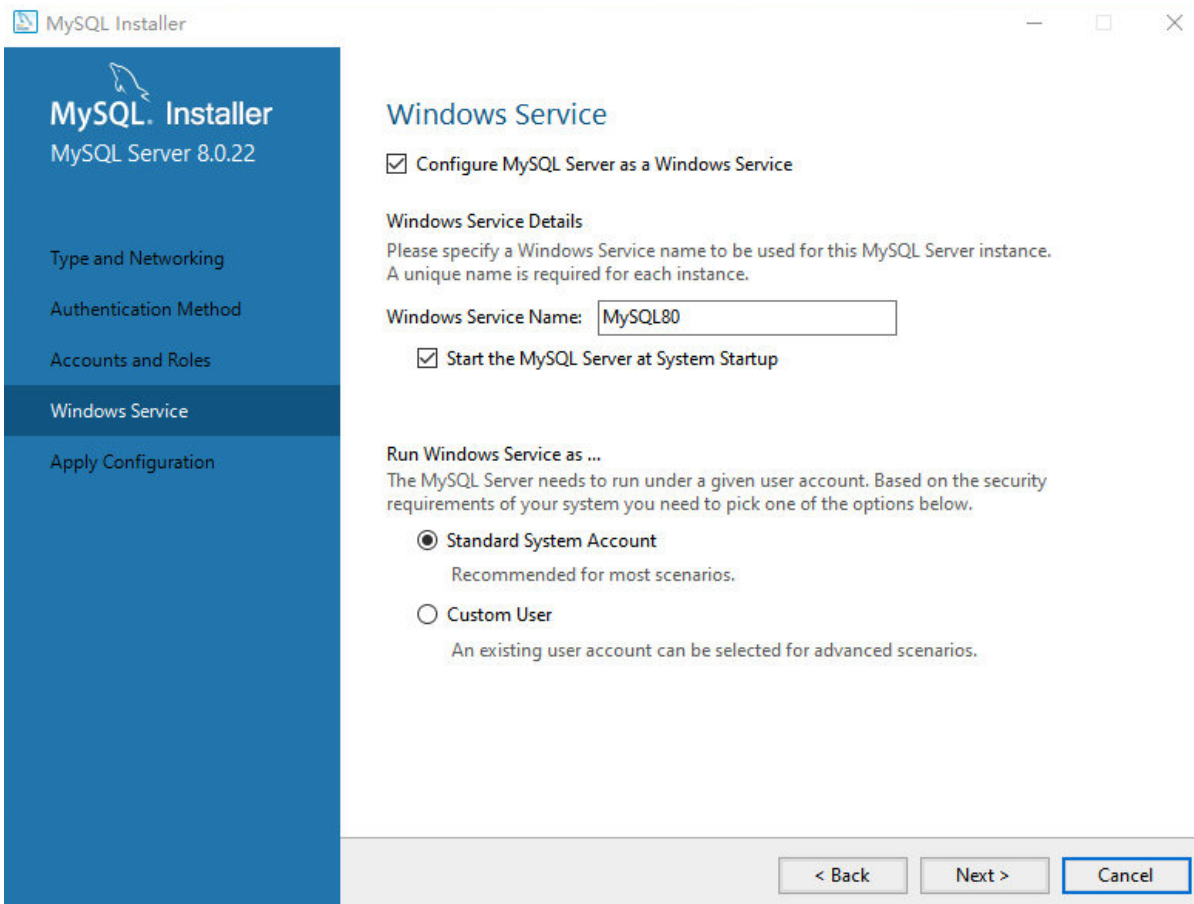 MySQL Installer
MySQL. Installer
MySQL Server 8.0.22
Type and Networking
Authentication Method
Accounts and Roles
Windows Service
Apply Configuration
Windows Service
Configure MySQL Server as a Windows Service
Windows Service Details
Please specify a Windows Service name to be used for this MySQL Server instance.
A unique name is required for each instance.
Windows Service Name: MySQL80
Start the MySQL Server at System Startup
Run Windows Service as ...
The MySQL Server needs to run under a given user account. Based on the security
requirements of your system you need to pick one of the options below.
Standard System Account
Recommended for most scenarios.
Custom User
An existing user account can be selected for advanced scenarios.
< Back Next > Cancel